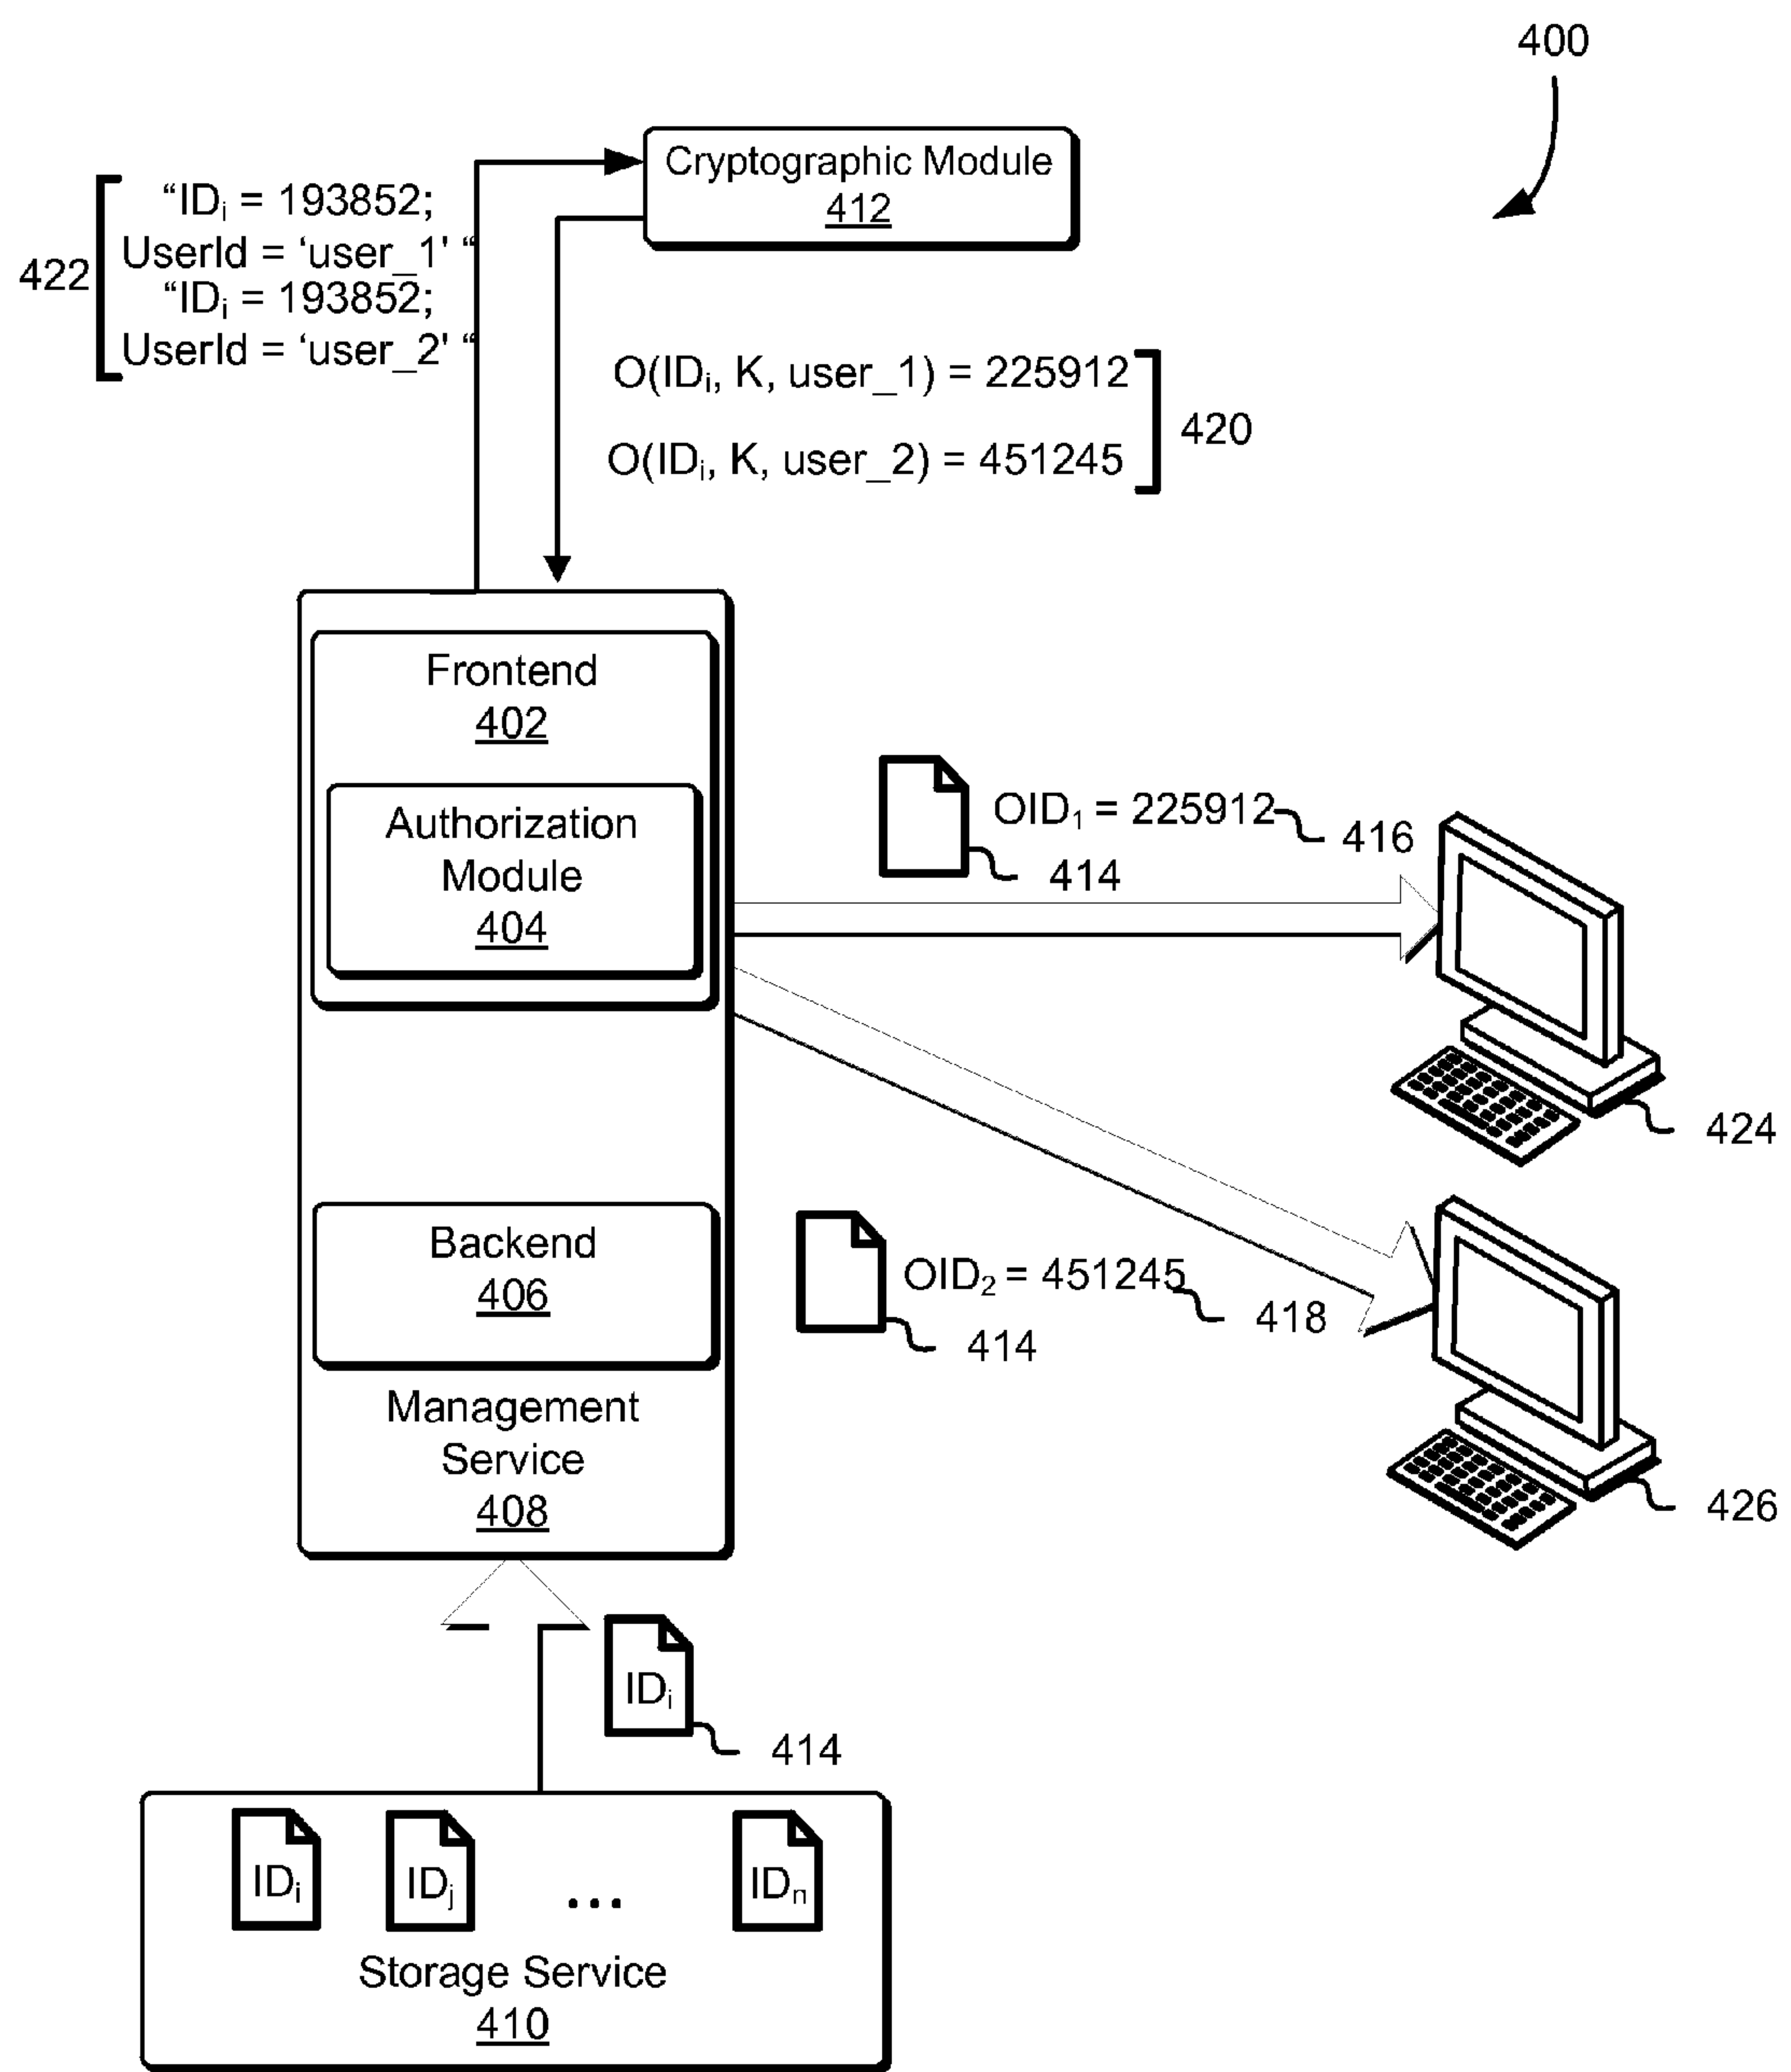 400
Cryptographic Module
412
422
“IDi = 193852;
UserId = ‘user_1' “
“IDi = 193852;
UserId = ‘user_2' “
O(IDi, K, user_1) = 225912
O(IDi, K, user_2) = 451245
420
Frontend
402
Authorization
Module
404
OID1 = 225912
416
414
424
Backend
406
OID2 = 451245
418
414
426
Management
Service
408
IDi
414
IDi
IDj
...
IDn
Storage Service
410